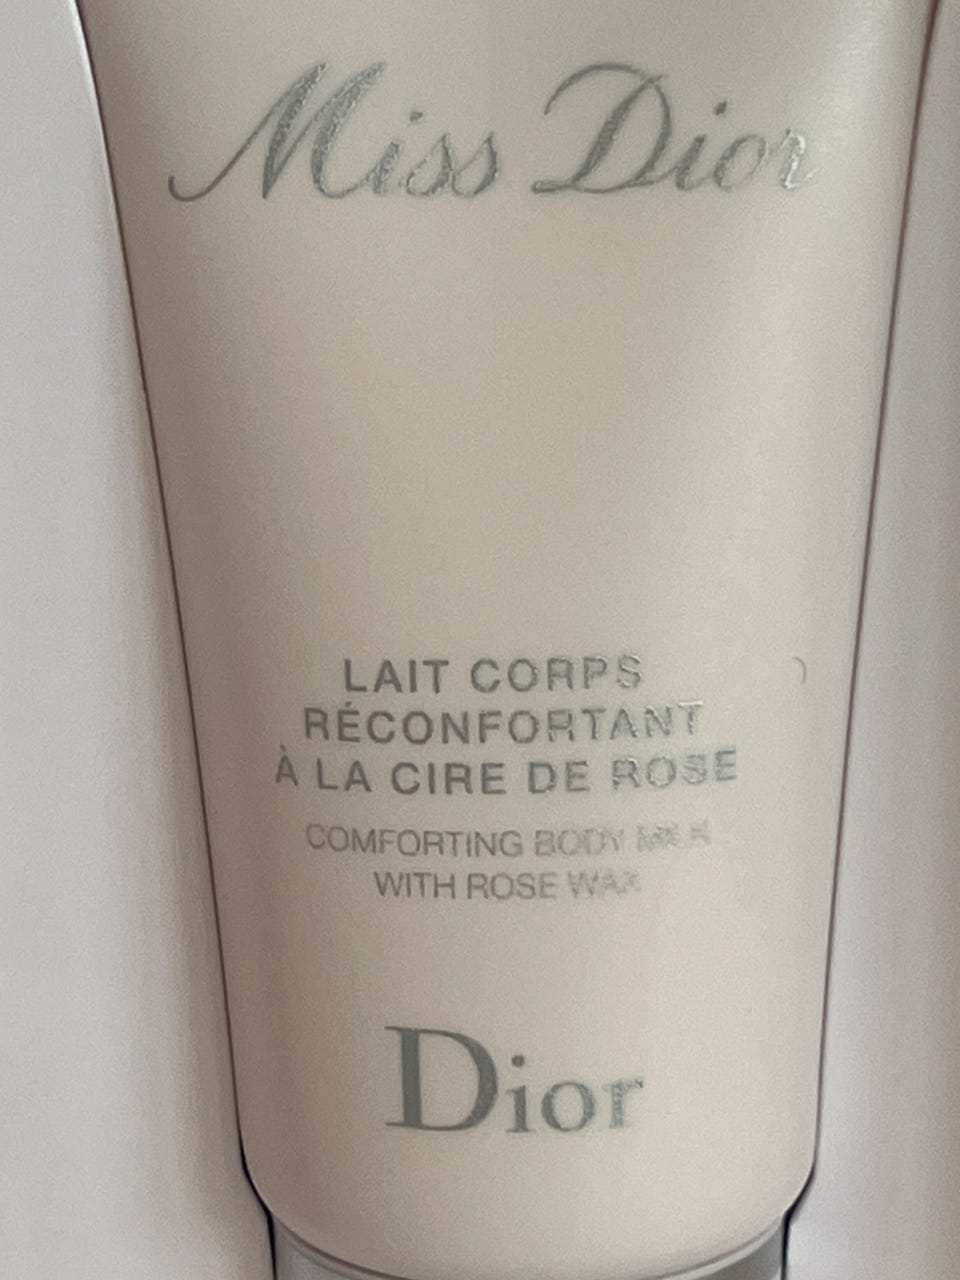 Miss Dior
LAIT CORPS
RÉCONFORTANT
À LA CIRE DE ROSE
COMFORTING BODY MILK
WITH ROSE WAX
Dior